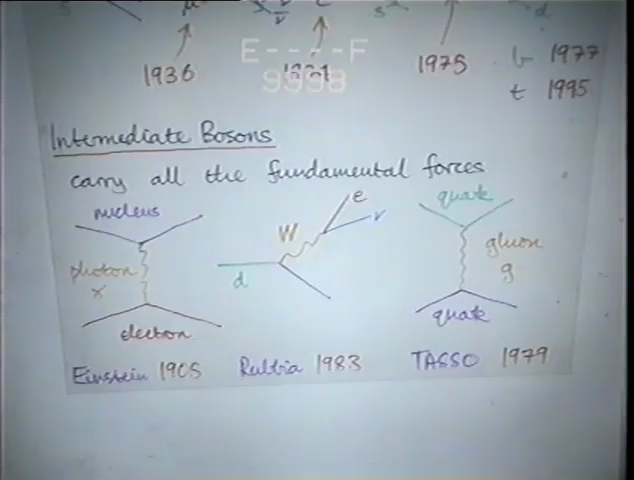 E - - - - F
9998
1936
1975
b 1977
t 1995
Intermediate Bosons
carry all the fundamental forces
nucleus
e
quark
W
ν
photon
γ
gluon
g
d
electron
quark
Einstein 1905
Rubbia 1983
TASSO 1979